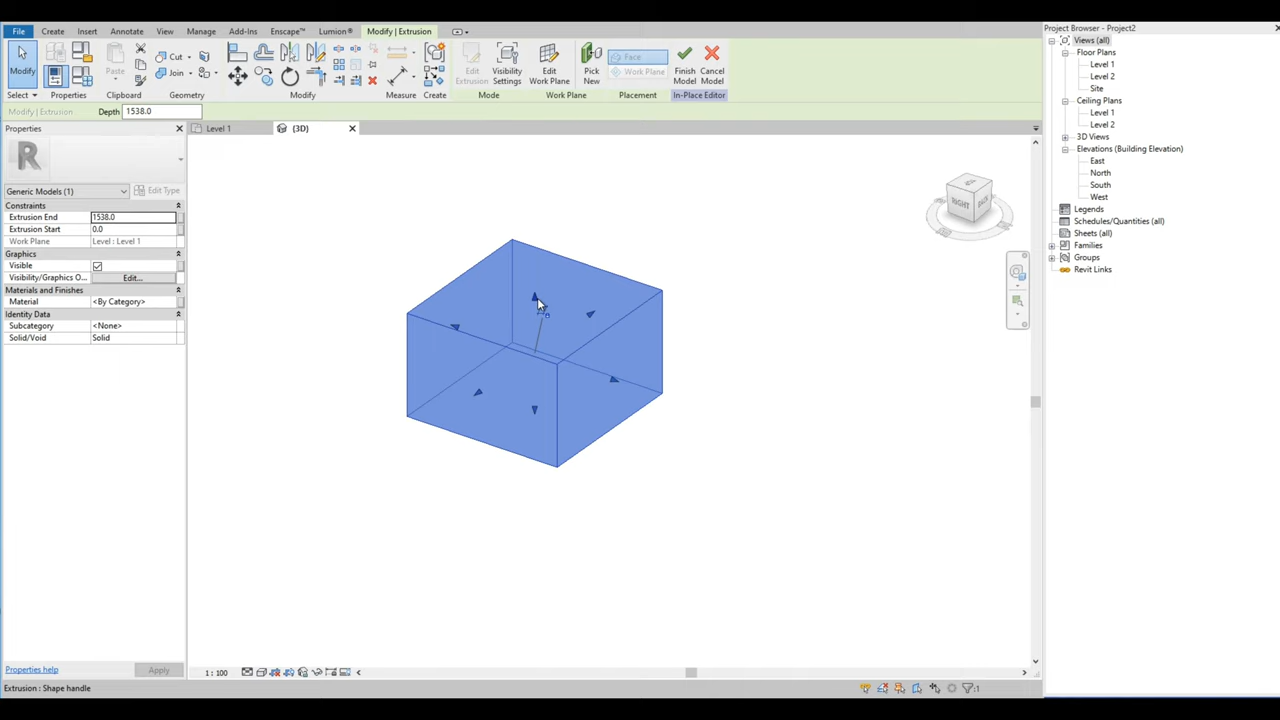 File Create Insert Annotate View Manage Add-Ins Enscape™ Lumion® Modify | Extrusion
Modify
Paste
Cut
Join
Edit Extrusion
Visibility Settings
Edit Work Plane
Pick New
Face
Work Plane
Finish Model
Cancel Model
Select Properties Clipboard Geometry Modify Measure Create Mode Work Plane Placement In-Place Editor
Modify | Extrusion Depth 1538.0
Properties
Level 1 (3D)
Generic Models (1) Edit Type
Constraints
Extrusion End 1538.0
Extrusion Start 0.0
Work Plane Level : Level 1
Graphics
Visible
Visibility/Graphics O... Edit...
Materials and Finishes
Material <By Category>
Identity Data
Subcategory <None>
Solid/Void Solid
RIGHT BACK
Properties help Apply
1 : 100
Extrusion : Shape handle
:1
Project Browser - Project2
Views (all)
Floor Plans
Level 1
Level 2
Site
Ceiling Plans
Level 1
Level 2
3D Views
Elevations (Building Elevation)
East
North
South
West
Legends
Schedules/Quantities (all)
Sheets (all)
Families
Groups
Revit Links